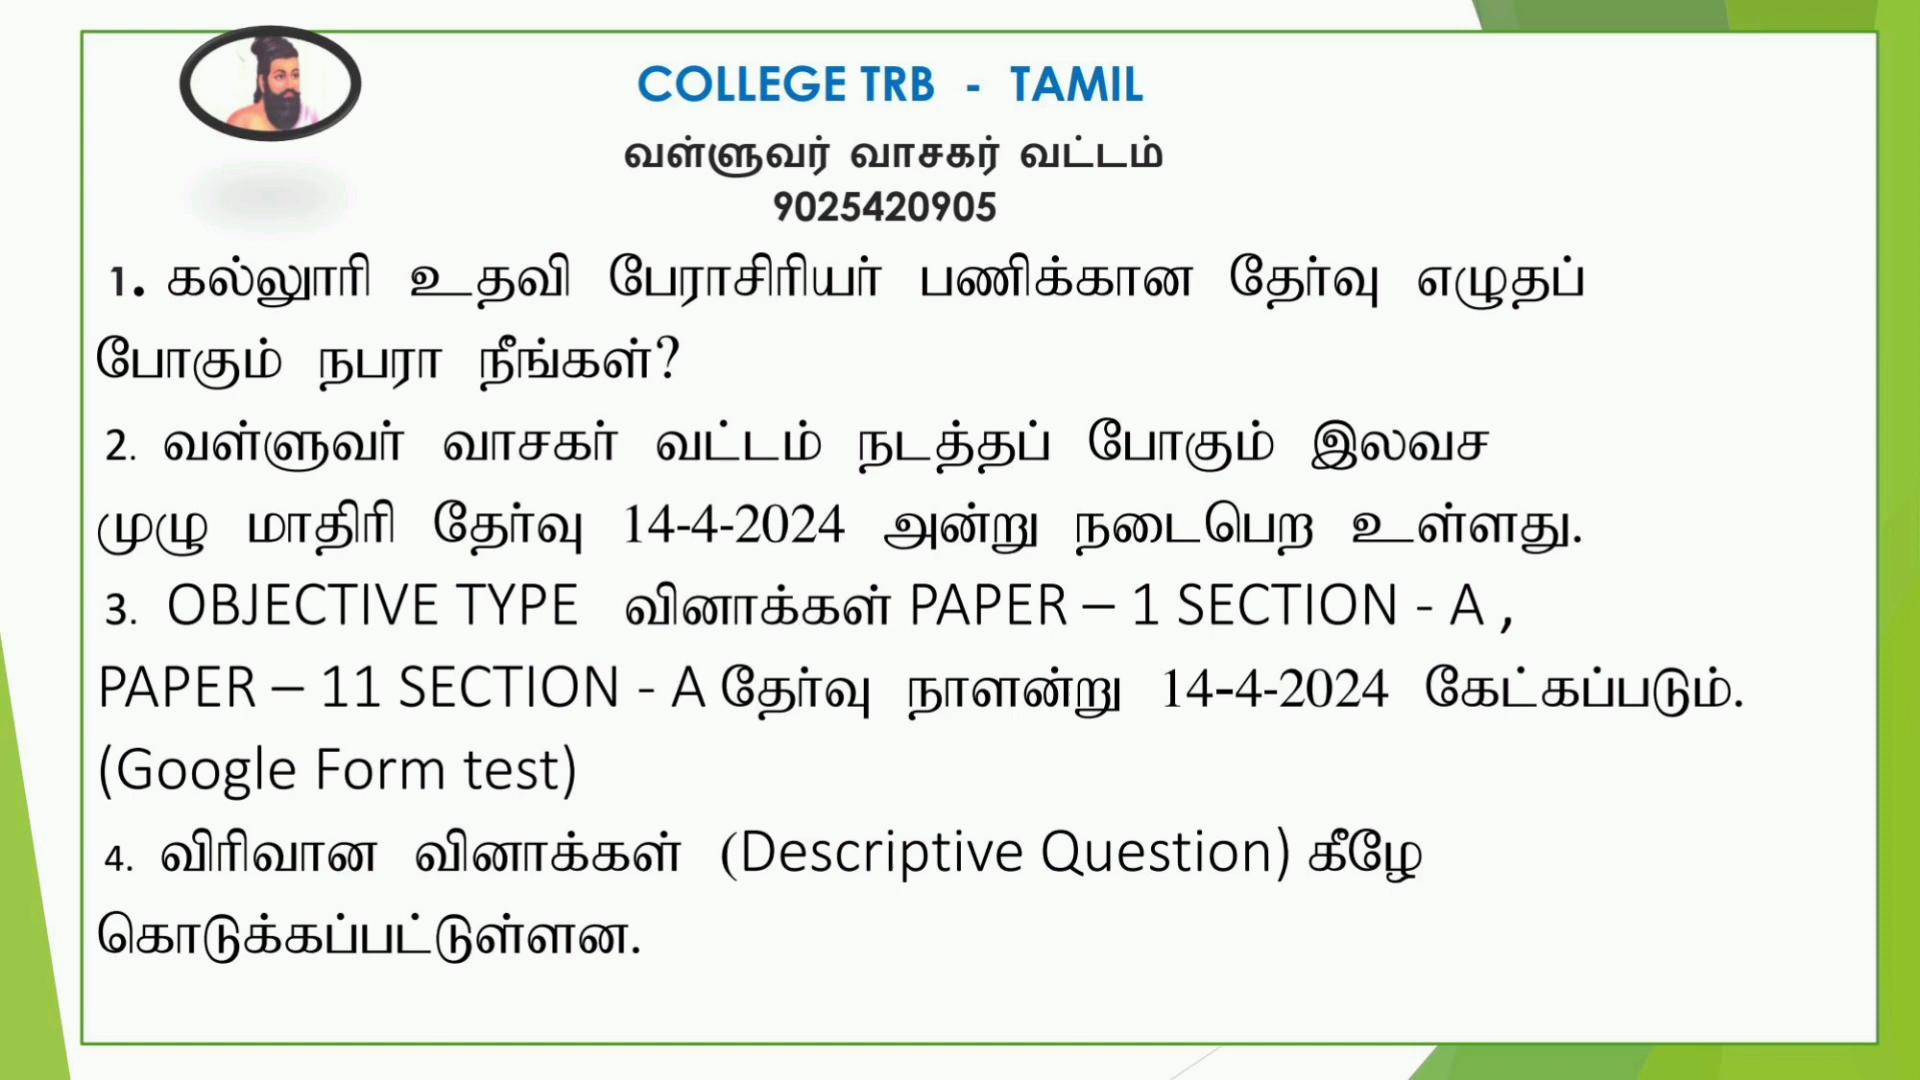 COLLEGE TRB - TAMIL
வள்ளுவர் வாசகர் வட்டம்
9025420905
1. கல்லூரி உதவி பேராசிரியர் பணிக்கான தேர்வு எழுதப்
போகும் நபரா நீங்கள்?
2. வள்ளுவர் வாசகர் வட்டம் நடத்தப் போகும் இலவச
முழு மாதிரி தேர்வு 14-4-2024 அன்று நடைபெற உள்ளது.
3. OBJECTIVE TYPE வினாக்கள் PAPER – 1 SECTION - A ,
PAPER – 11 SECTION - A தேர்வு நாளன்று 14-4-2024 கேட்கப்படும்.
(Google Form test)
4. விரிவான வினாக்கள் (Descriptive Question) கீழே
கொடுக்கப்பட்டுள்ளன.